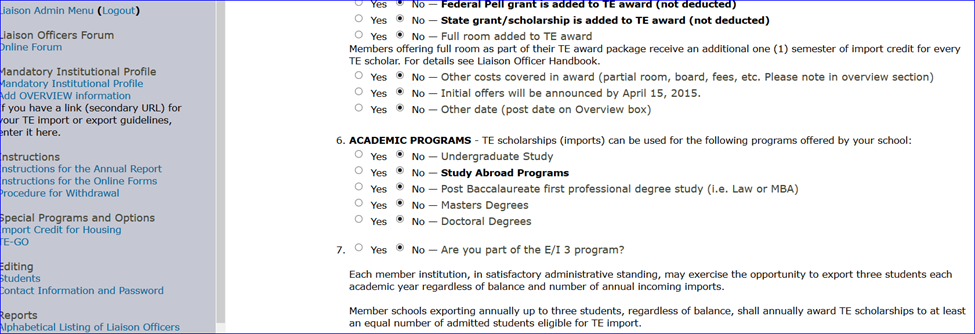 Liaison Admin Menu (Logout)
Liaison Officers Forum
Online Forum
Mandatory Institutional Profile
Mandatory Institutional Profile
Add OVERVIEW information
If you have a link (secondary URL) for
your TE import or export guidelines,
enter it here.
Instructions
Instructions for the Annual Report
Instructions for the Online Forms
Procedure for Withdrawal
Special Programs and Options
Import Credit for Housing
TE-GO
Editing
Students
Contact Information and Password
Reports
Alphabetical Listing of Liaison Officers
Yes No — Federal Pell grant is added to TE award (not deducted)
Yes No — State grant/scholarship is added to TE award (not deducted)
Yes No — Full room added to TE award
Members offering full room as part of their TE award package receive an additional one (1) semester of import credit for every
TE scholar. For details see Liaison Officer Handbook.
Yes No — Other costs covered in award (partial room, board, fees, etc. Please note in overview section)
Yes No — Initial offers will be announced by April 15, 2015.
Yes No — Other date (post date on Overview box)
6. ACADEMIC PROGRAMS - TE scholarships (imports) can be used for the following programs offered by your school:
Yes No — Undergraduate Study
Yes No — Study Abroad Programs
Yes No — Post Baccalaureate first professional degree study (i.e. Law or MBA)
Yes No — Masters Degrees
Yes No — Doctoral Degrees
7. Yes No — Are you part of the E/I 3 program?
Each member institution, in satisfactory administrative standing, may exercise the opportunity to export three students each
academic year regardless of balance and number of annual incoming imports.
Member schools exporting annually up to three students, regardless of balance, shall annually award TE scholarships to at least
an equal number of admitted students eligible for TE import.